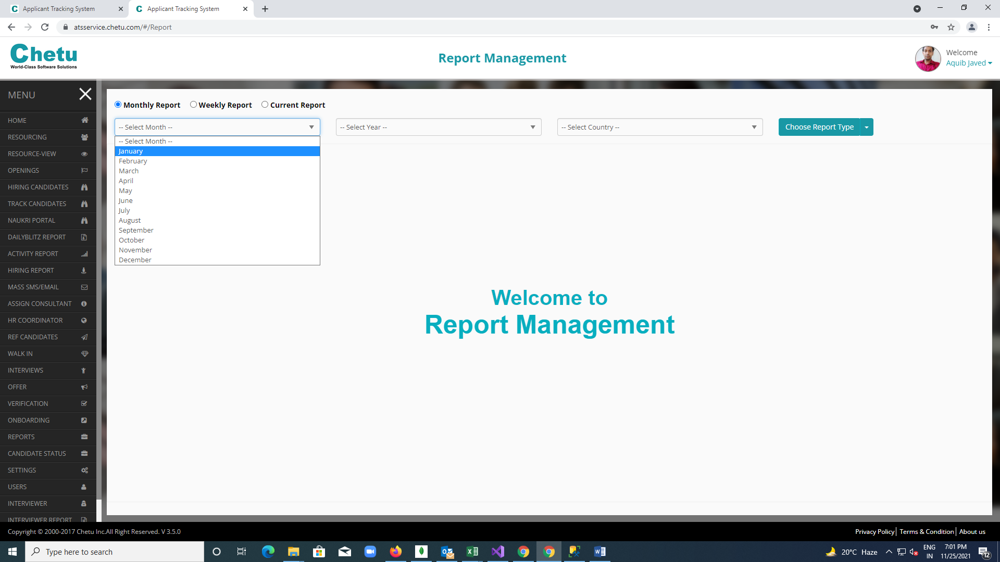 Applicant Tracking System
Applicant Tracking System
atsservice.chetu.com/#/Report
Chetu
World-Class Software Solutions
Report Management
Welcome
Aquib Javed
MENU
HOME
RESOURCING
RESOURCE-VIEW
OPENINGS
HIRING CANDIDATES
TRACK CANDIDATES
NAUKRI PORTAL
DAILYBLITZ REPORT
ACTIVITY REPORT
HIRING REPORT
MASS SMS/EMAIL
ASSIGN CONSULTANT
HR COORDINATOR
REF CANDIDATES
WALK IN
INTERVIEWS
OFFER
VERIFICATION
ONBOARDING
REPORTS
CANDIDATE STATUS
SETTINGS
USERS
INTERVIEWER
INTERVIEWER REPORT
Monthly Report Weekly Report Current Report
-- Select Month -- -- Select Year -- -- Select Country -- Choose Report Type
-- Select Month --
January
February
March
April
May
June
July
August
September
October
November
December
Welcome to
Report Management
Copyright © 2000-2017 Chetu Inc.All Right Reserved. V 3.5.0
Privacy Policy Terms & Condition About us
Type here to search
20°C Haze
ENG
IN
7:01 PM
11/25/2021
12